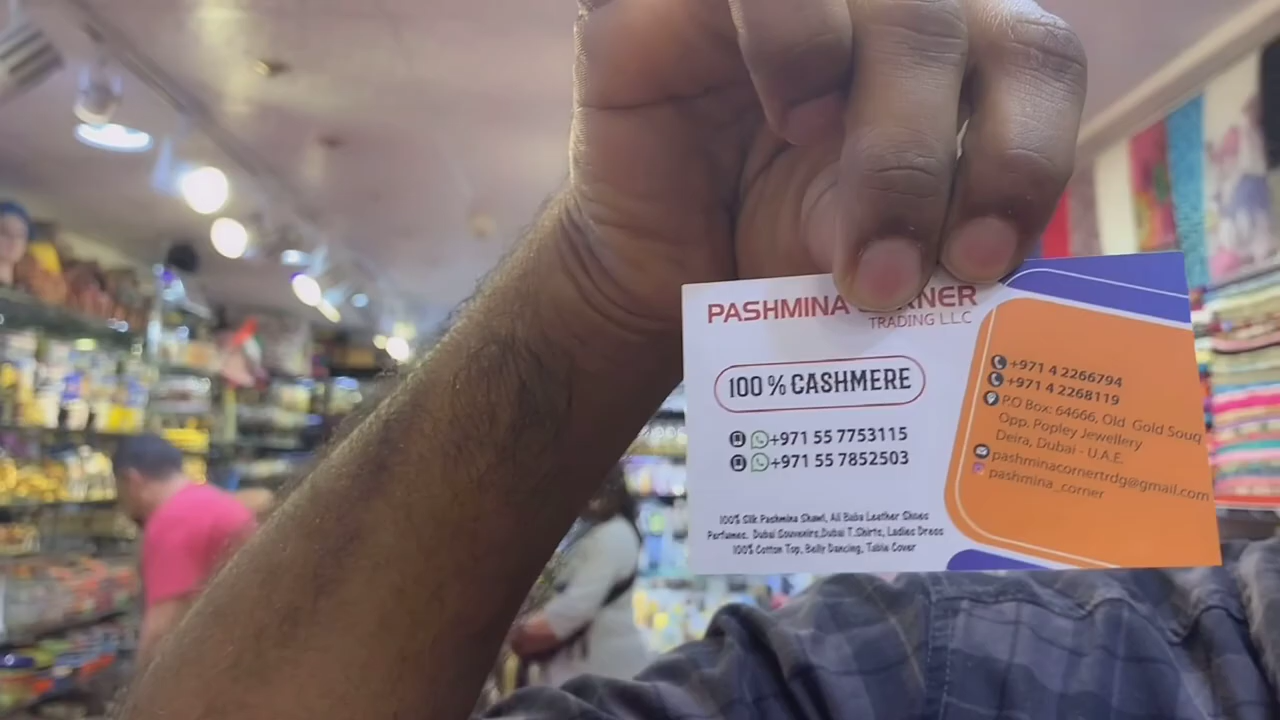 PASHMINA RNER
TRADING L.L.C
100 % CASHMERE
+971 55 7753115
+971 55 7852503
100% Silk Pashmina Shawl, Ali Baba Leather Shoes
Perfumes, Dubai Souvenirs,Dubai T.Shirts, Ladies Dress
100% Cotton Top, Belly Dancing, Table Cover
+971 4 2266794
+971 4 2268119
P.O Box: 64666, Old Gold Souq
Opp. Popley Jewellery
Deira, Dubai - U.A.E.
pashminacornertrdg@gmail.com
pashmina_corner